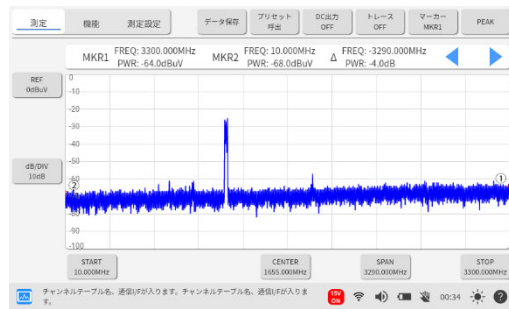 測定
機能
測定設定
データ保存
プリセット
呼出
DC出力
OFF
トレース
OFF
マーカー
MKR1
PEAK
MKR1 FREQ: 3300.000MHz
PWR: -64.0dBuV
MKR2 FREQ: 10.000MHz
PWR: -68.0dBuV
Δ FREQ: -3290.000MHz
PWR: -4.0dB
REF
0dBuV
dB/DIV
10dB
0
-10
-20
-30
-40
-50
-60
-90
-100
2
1
START
10.000MHz
CENTER
1655.000MHz
SPAN
3290.000MHz
STOP
3300.000MHz
チャンネルテーブル名、通信I/Fが入ります。チャンネルテーブル名、通信I/Fが入りま
す。
15V
ON
00:34
?